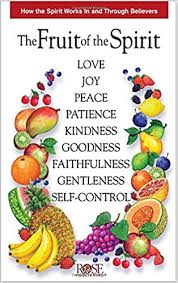 How the Spirit Works In and Through Believers
The Fruit of the Spirit
LOVE
JOY
PEACE
PATIENCE
KINDNESS
GOODNESS
FAITHFULNESS
GENTLENESS
SELF-CONTROL
ROSE